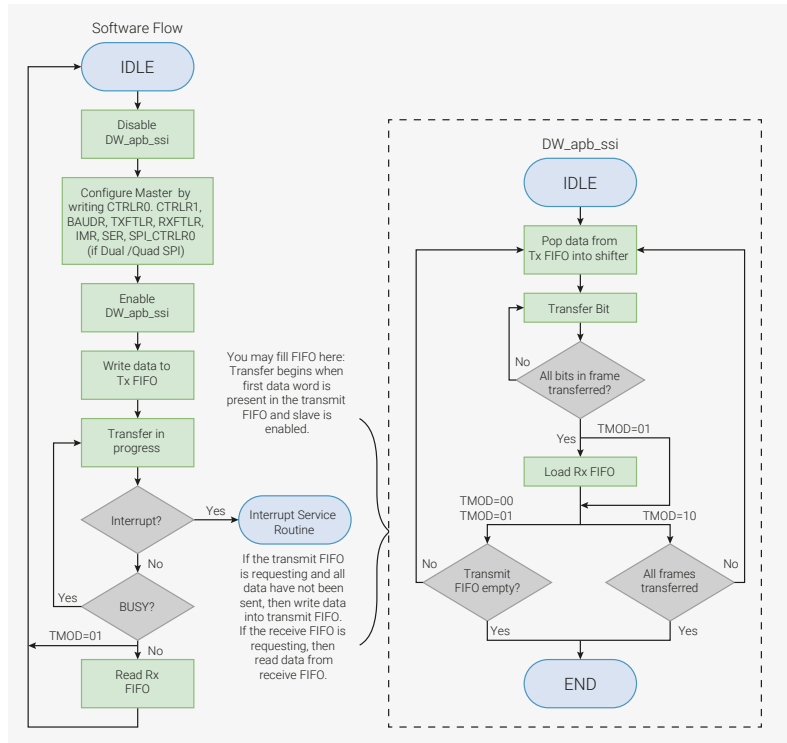 Software Flow
IDLE
Disable
DW_apb_ssi
Configure Master by
writing CTRLR0. CTRLR1,
BAUDR, TXFTLR, RXFTLR,
IMR, SER, SPI_CTRLR0
(if Dual /Quad SPI)
Enable
DW_apb_ssi
Write data to
Tx FIFO
Transfer in
progress
Interrupt?
Yes
Interrupt Service
Routine
No
BUSY?
Yes
TMOD=01
No
Read Rx
FIFO
You may fill FIFO here:
Transfer begins when
first data word is
present in the transmit
FIFO and slave is
enabled.
If the transmit FIFO
is requesting and all
data have not been
sent, then write data
into transmit FIFO.
If the receive FIFO is
requesting, then
read data from
receive FIFO.
DW_apb_ssi
IDLE
Pop data from
Tx FIFO into shifter
Transfer Bit
No
All bits in frame
transferred?
Yes
TMOD=01
Load Rx FIFO
TMOD=00
TMOD=01
TMOD=10
No
Transmit
FIFO empty?
All frames
transferred
No
Yes
Yes
END